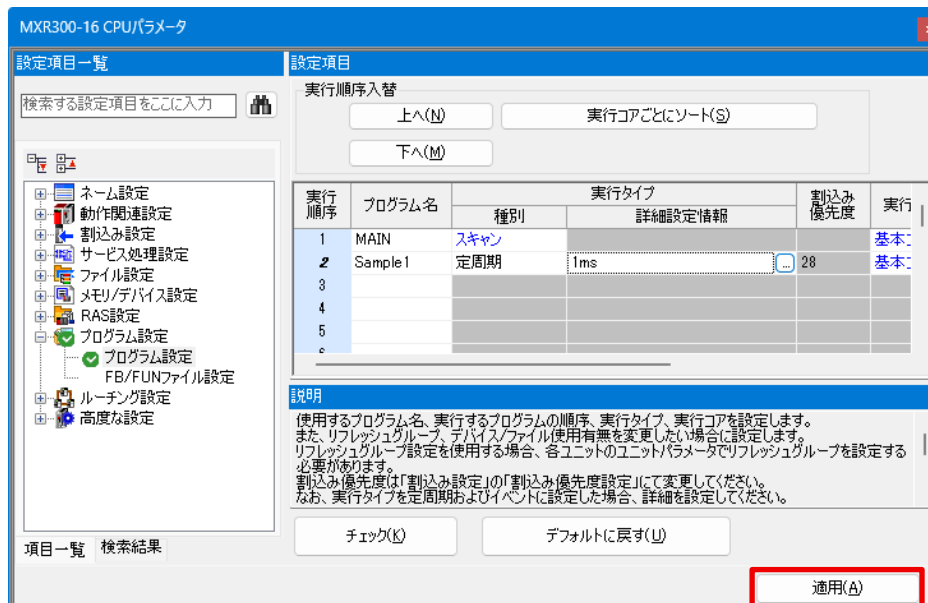 MXR300-16 CPUパラメータ
設定項目一覧
検索する設定項目をここに入力
ネーム設定
動作関連設定
割込み設定
サービス処理設定
ファイル設定
メモリ/デバイス設定
RAS設定
プログラム設定
プログラム設定
FB/FUNファイル設定
ルーチング設定
高度な設定
項目一覧 検索結果
設定項目
実行順序入替
上へ(N) 実行コアごとにソート(S)
下へ(M)
実行順序 プログラム名 実行タイプ 割込み優先度 実行
種別 詳細設定情報
1 MAIN スキャン 基本コ
2 Sample1 定周期 1ms ... 28 基本コ
3
4
5
6
説明
使用するプログラム名、実行するプログラムの順序、実行タイプ、実行コアを設定します。
また、リフレッシュグループ、デバイス/ファイル使用有無を変更したい場合に設定します。
リフレッシュグループ設定を使用する場合、各ユニットのユニットパラメータでリフレッシュグループを設定する
必要があります。
割込み優先度は「割込み設定」の「割込み優先度設定」にて変更してください。
なお、実行タイプを定周期およびイベントに設定した場合、詳細を設定してください。
チェック(K) デフォルトに戻す(U)
適用(A)